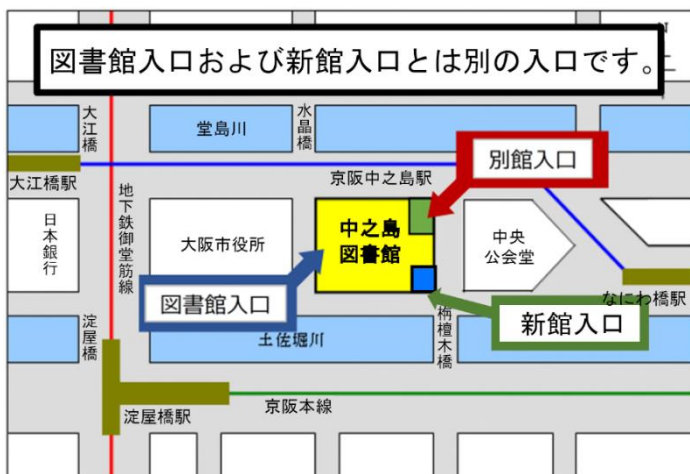 図書館入口および新館入口とは別の入口です。
N
大江橋
堂島川
水晶橋
別館入口
大江橋駅
京阪中之島駅
日本銀行
地下鉄御堂筋線
大阪市役所
中之島
図書館
中央
公会堂
図書館入口
なにわ橋駅
新館入口
淀屋橋
土佐堀川
栴檀木橋
淀屋橋駅
京阪本線